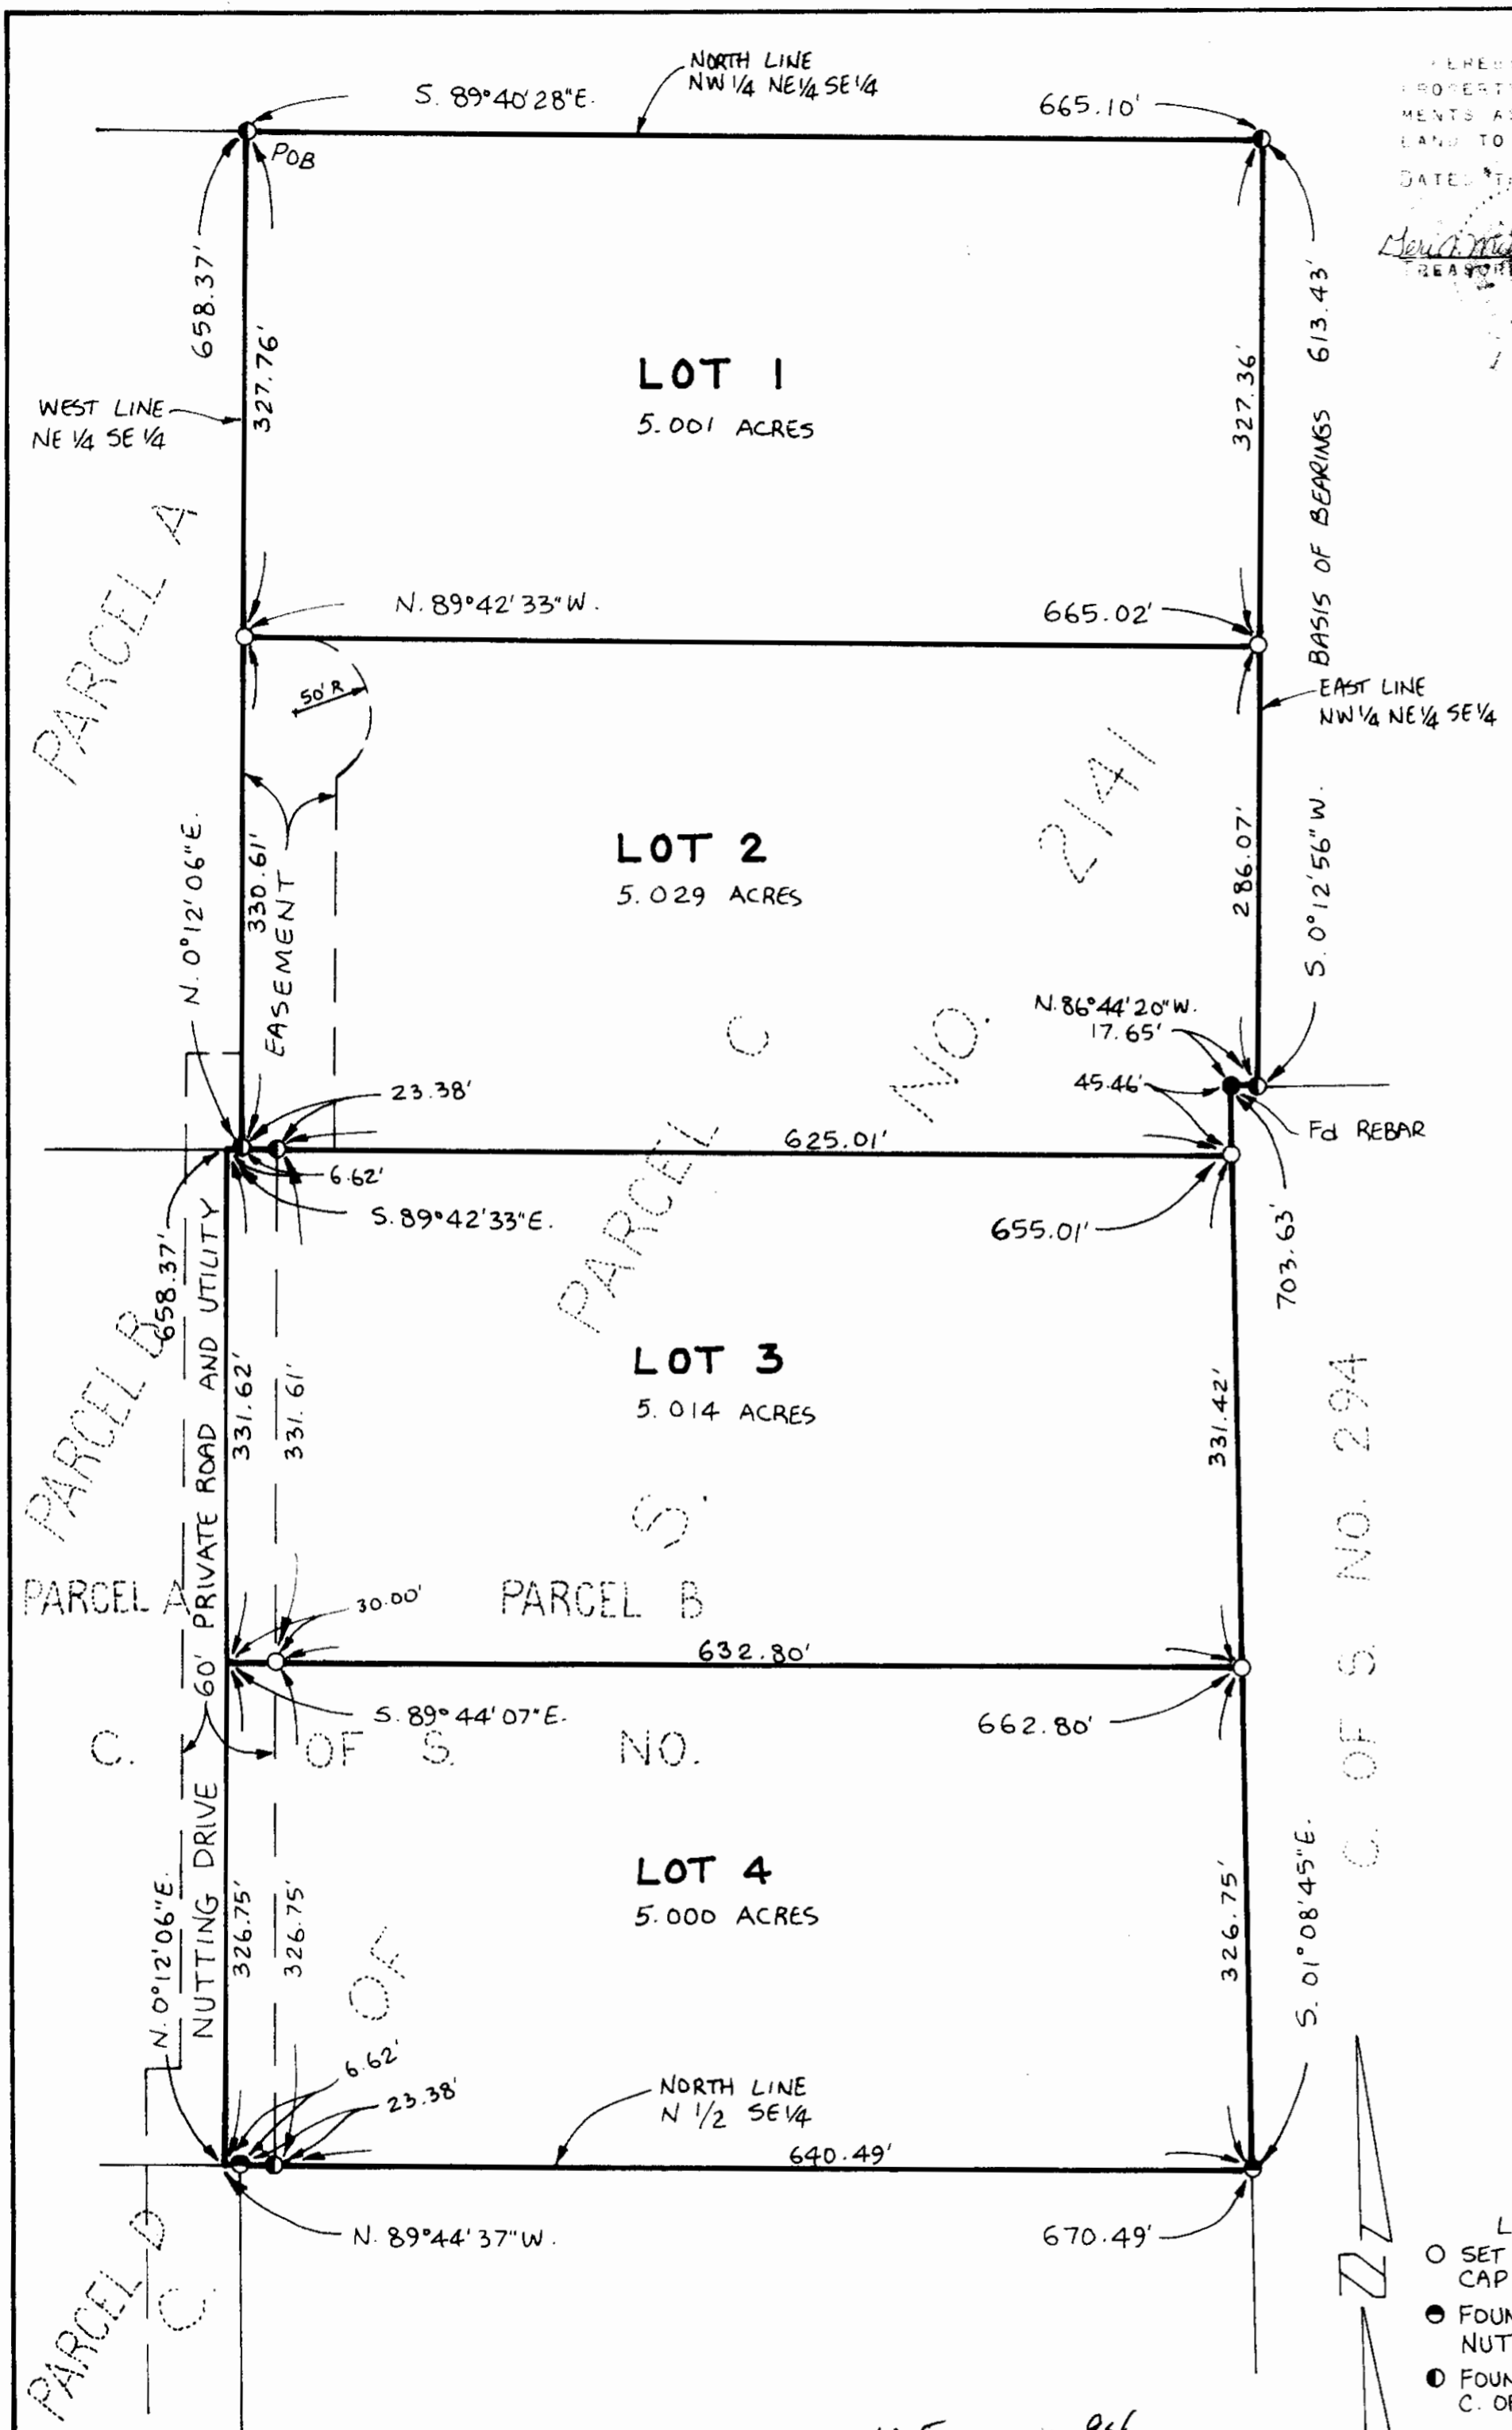 NORTH LINE
NW 1/4 NE 1/4 SE 1/4
S. 89°40'28"E.
665.10'
POB
PROPERTY
MENTS
LAND TO
658.37'
327.76'
LOT 1
5.001 ACRES
327.36'
BASIS OF BEARINGS 613.43'
WEST LINE
NE 1/4 SE 1/4
PARCEL A
N. 89°42'33"W.
665.02'
50' R
EAST LINE
NW 1/4 NE 1/4 SE 1/4
N. 0°12'06"E.
330.61'
EASEMENT
LOT 2
5.029 ACRES
2141
286.07'
S. 0°12'56"W.
PARCEL C
NO.
N. 86°44'20"W.
17.65'
45.46'
Fd REBAR
23.38'
625.01'
6.62'
S. 89°42'33"E.
655.01'
703.63'
658.37'
PARCEL B
331.62'
331.61'
LOT 3
5.014 ACRES
331.42'
S.
PARCEL A
PARCEL B
30.00'
632.80'
S. 89°44'07"E.
662.80'
C. OF S. NO.
C. OF S. NO. 294
NUTTING DRIVE 60' PRIVATE ROAD AND UTILITY
N. 0°12'06"E.
326.75'
326.75'
LOT 4
5.000 ACRES
326.75'
S. 01°08'45"E.
OF
6.62'
23.38'
NORTH LINE
N 1/2 SE 1/4
640.49'
N. 89°44'37"W.
670.49'
PARCEL D
C.
N
L
SET
CAP
FOUN
NUT
FOUN
C. OF